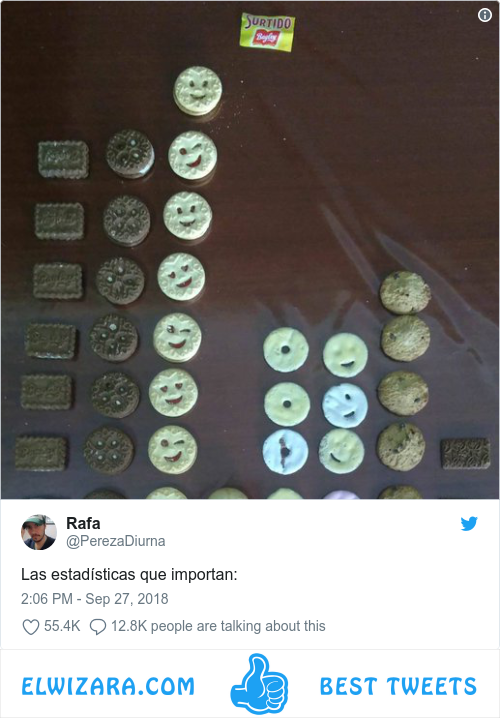 SURTIDO
Bagley
Rafa
@PerezaDiurna
Las estadísticas que importan:
2:06 PM - Sep 27, 2018
55.4K 12.8K people are talking about this
ELWIZARA.COM BEST TWEETS